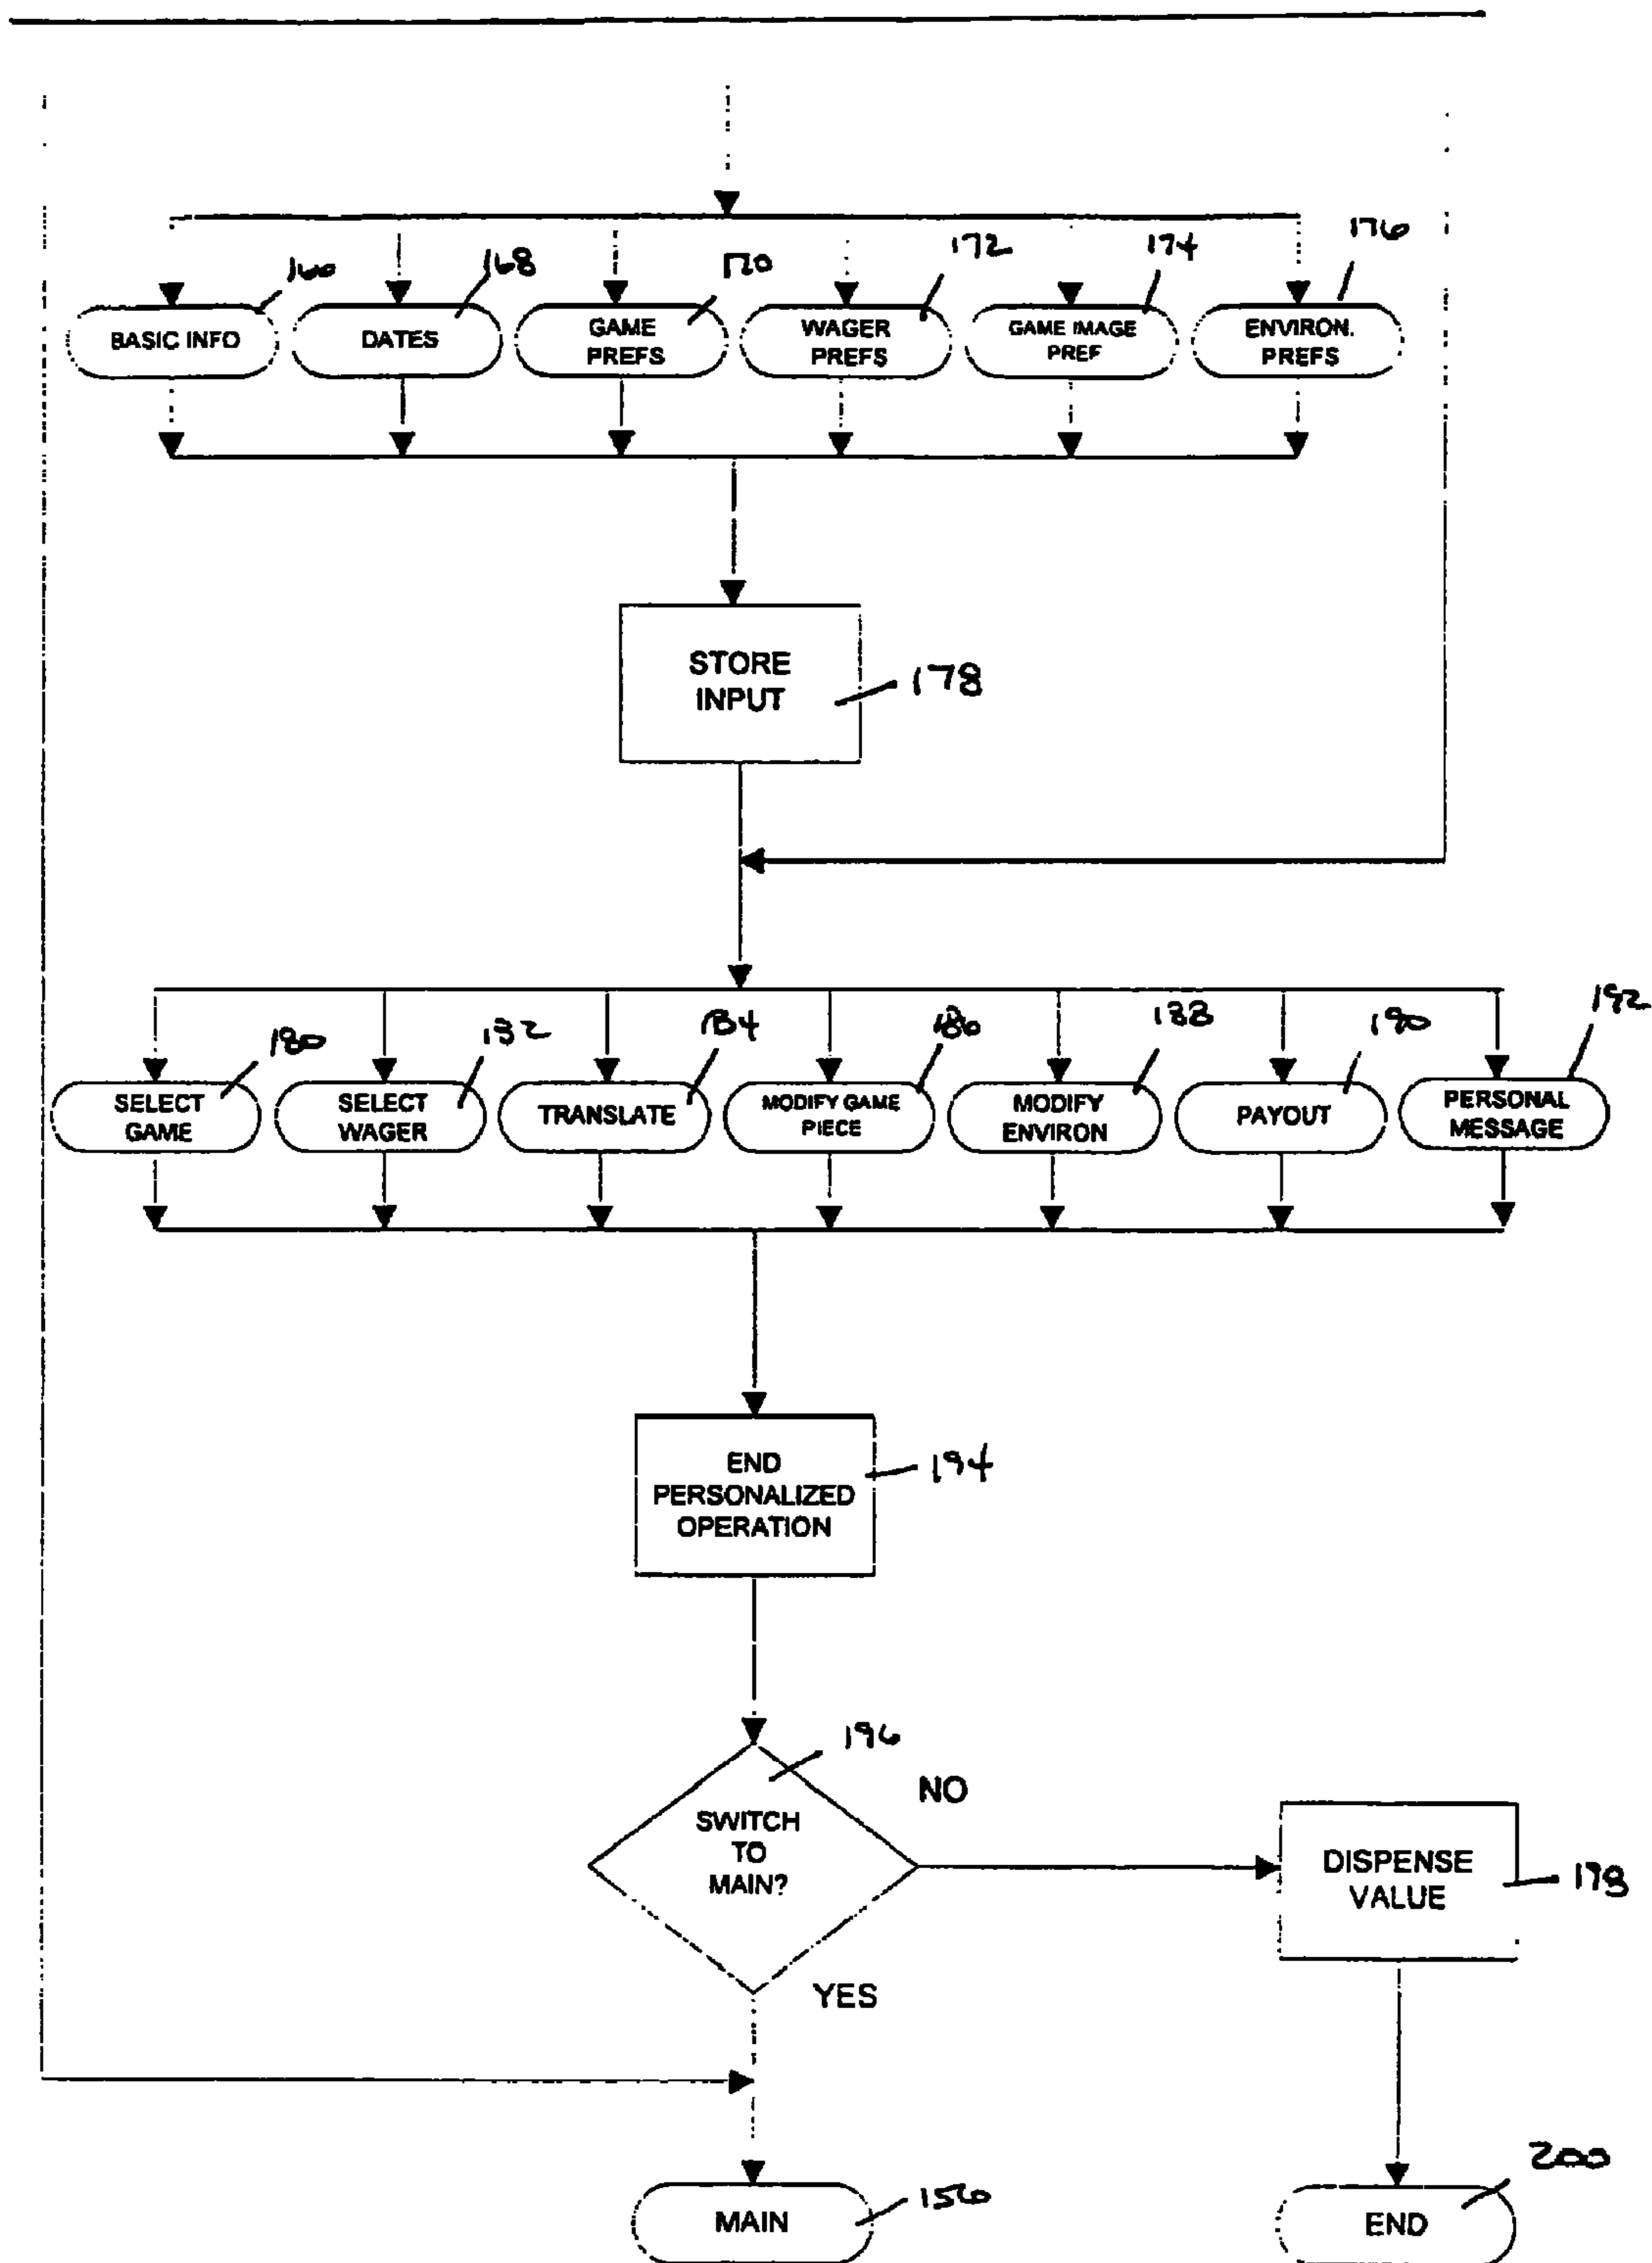 166
168
170
172
174
176
BASIC INFO
DATES
GAME
PREFS
WAGER
PREFS
GAME IMAGE
PREF
ENVIRON.
PREFS
STORE
INPUT
178
180
182
184
186
188
190
192
SELECT
GAME
SELECT
WAGER
TRANSLATE
MODIFY GAME
PIECE
MODIFY
ENVIRON
PAYOUT
PERSONAL
MESSAGE
END
PERSONALIZED
OPERATION
194
196
NO
SWITCH
TO
MAIN?
DISPENSE
VALUE
198
YES
200
MAIN
156
END